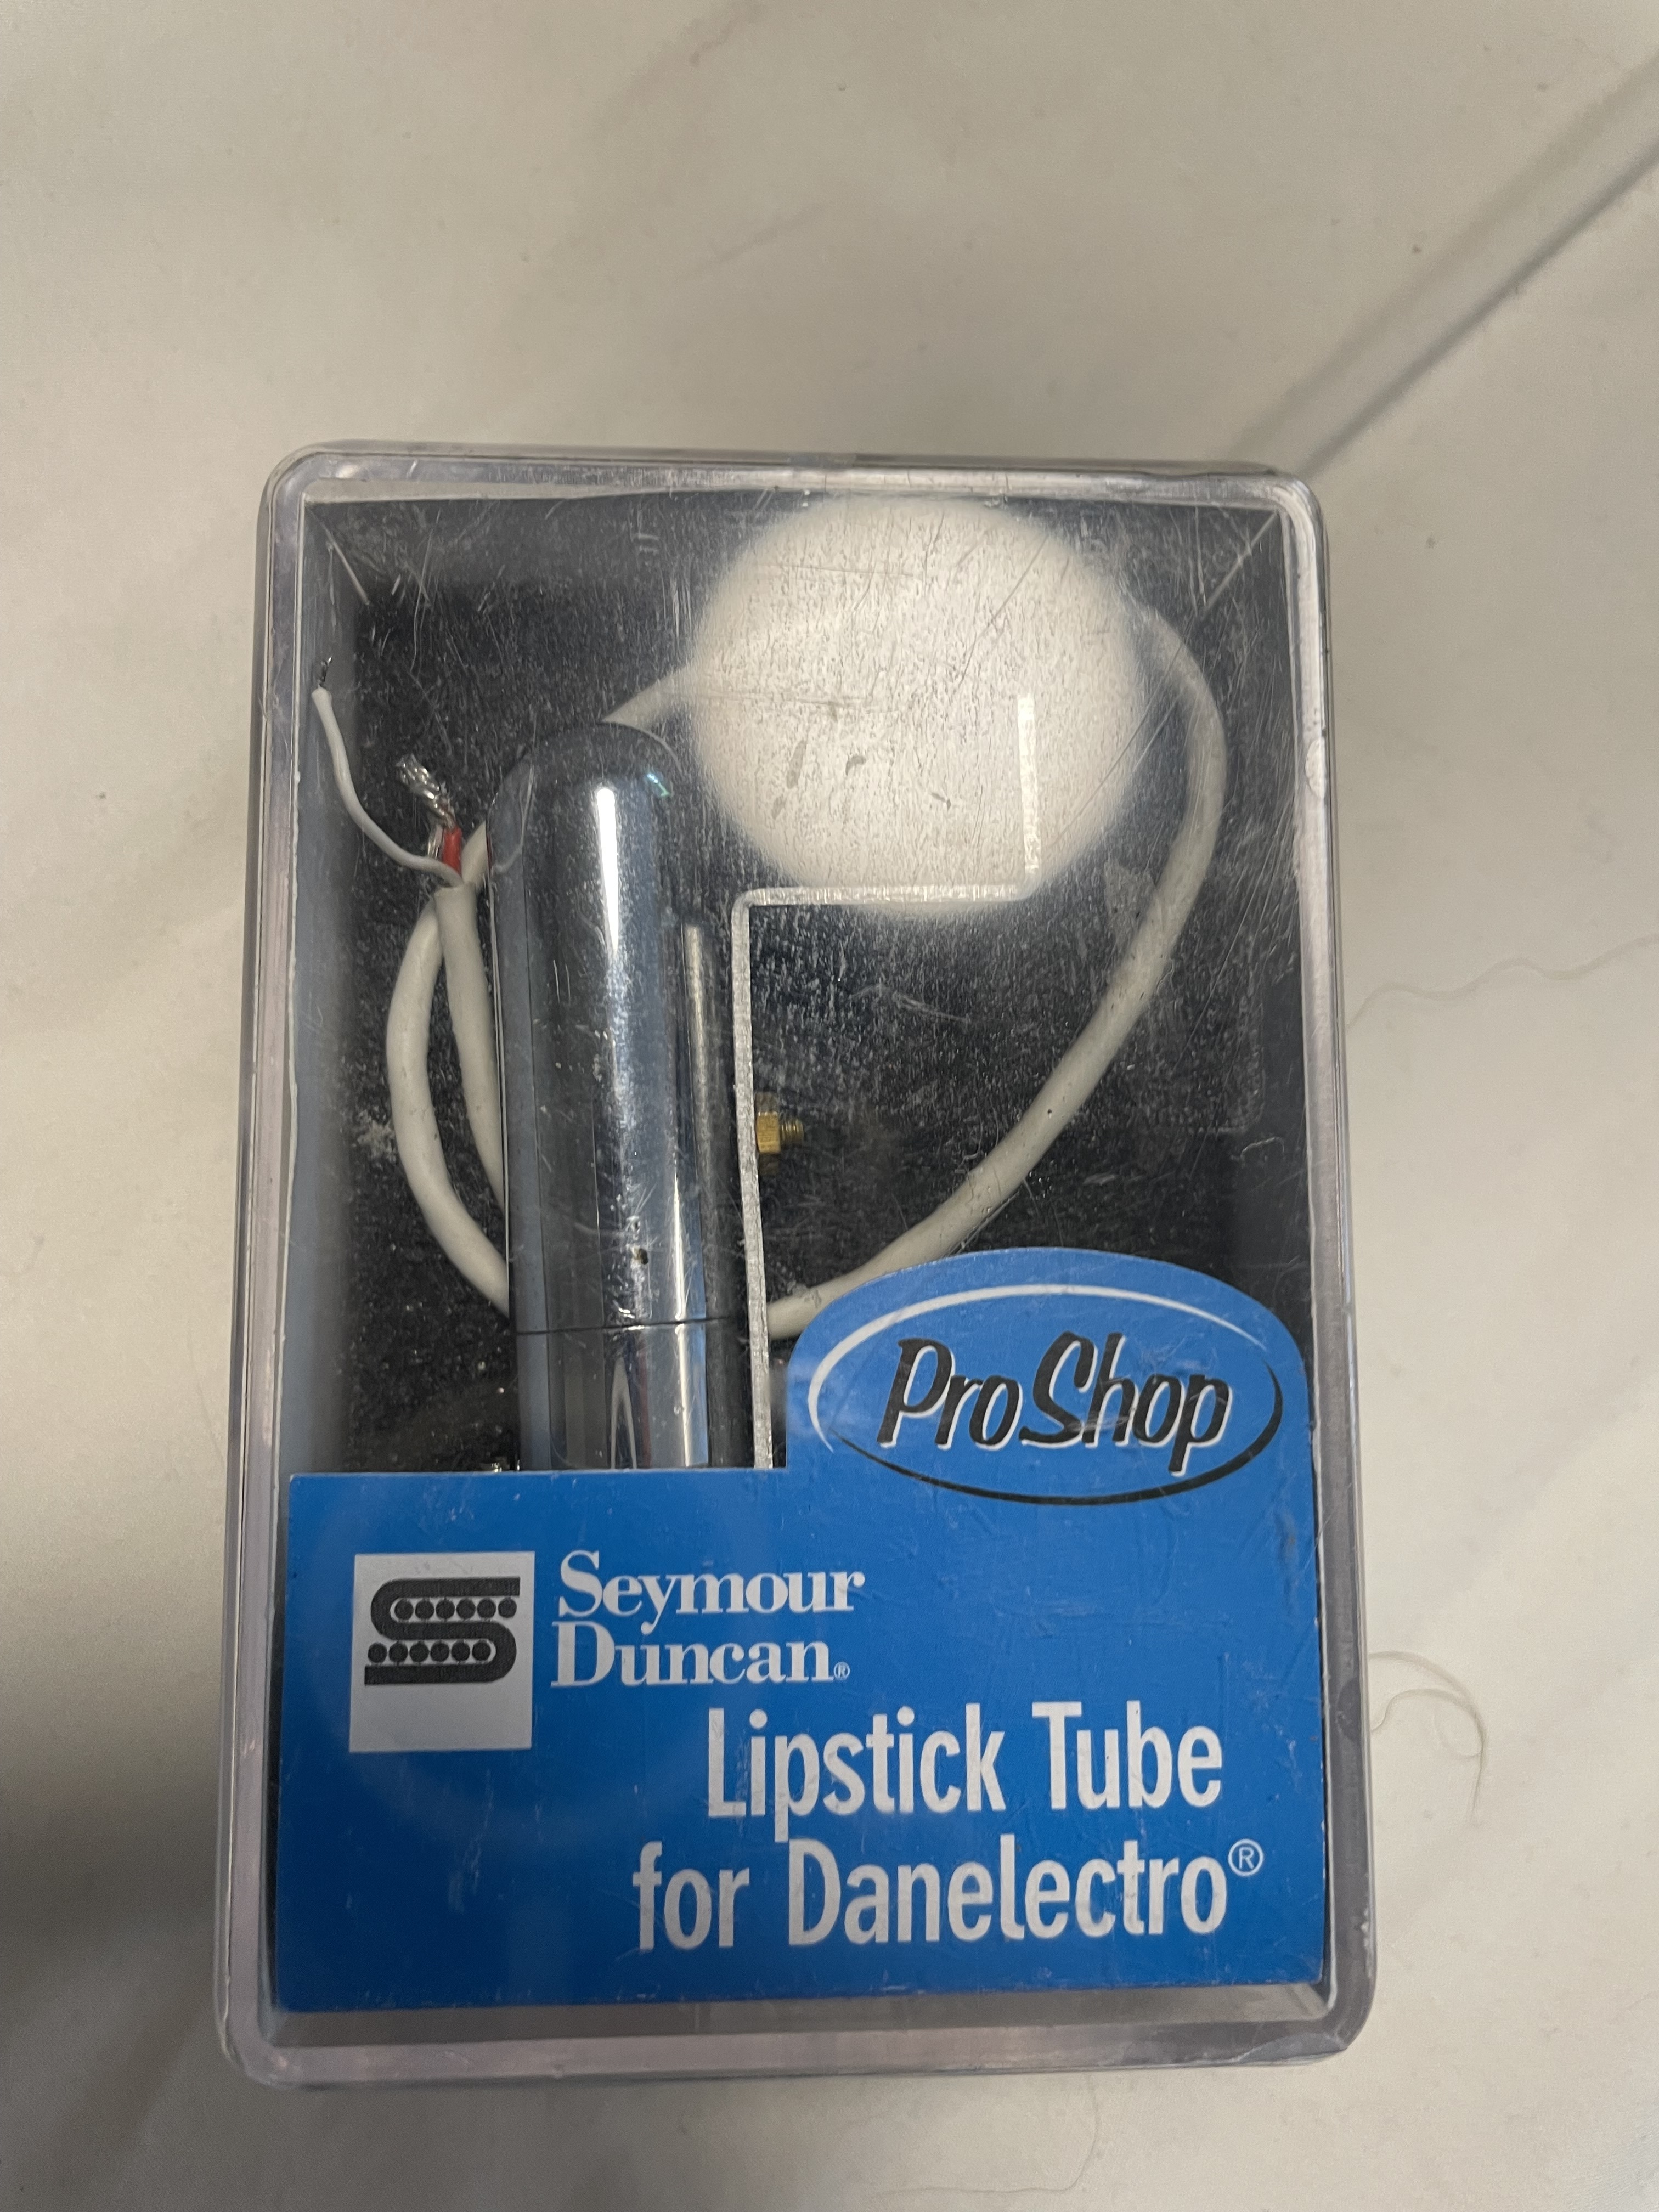 ProShop
Seymour
Duncan®
Lipstick Tube
for Danelectro®